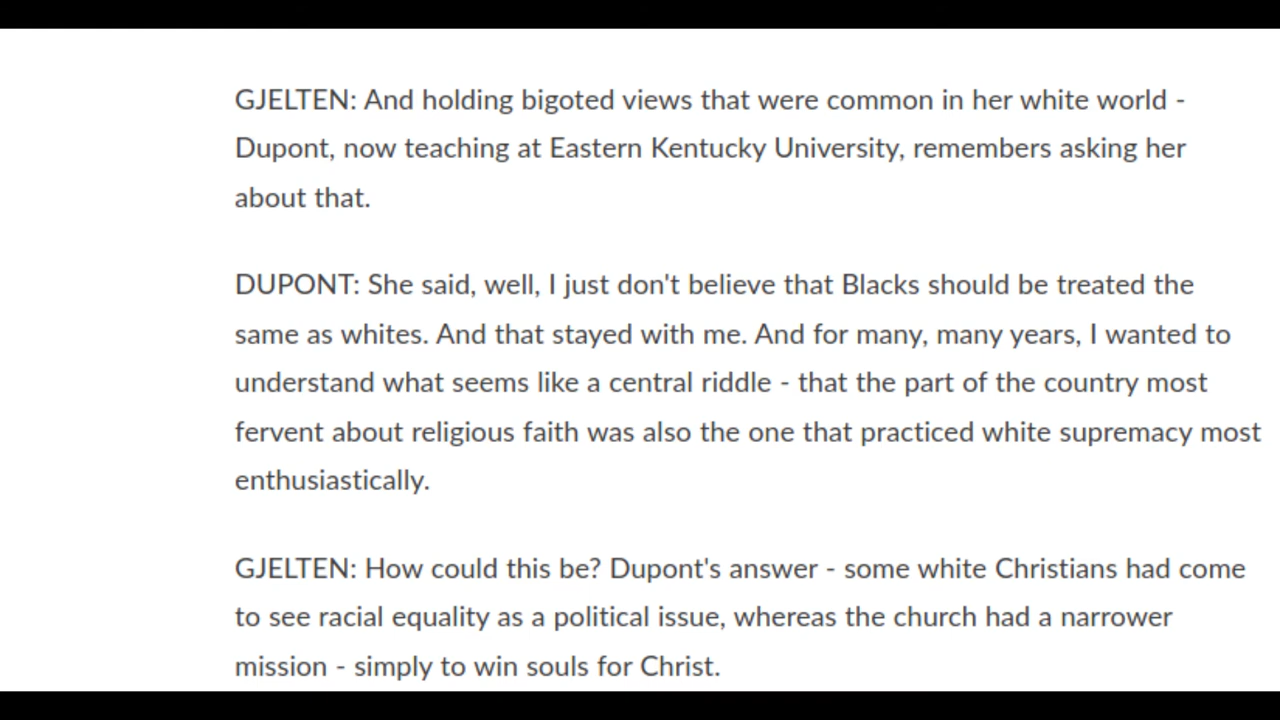 GJELTEN: And holding bigoted views that were common in her white world -
Dupont, now teaching at Eastern Kentucky University, remembers asking her
about that.
DUPONT: She said, well, I just don't believe that Blacks should be treated the
same as whites. And that stayed with me. And for many, many years, I wanted to
understand what seems like a central riddle - that the part of the country most
fervent about religious faith was also the one that practiced white supremacy most
enthusiastically.
GJELTEN: How could this be? Dupont's answer - some white Christians had come
to see racial equality as a political issue, whereas the church had a narrower
mission - simply to win souls for Christ.